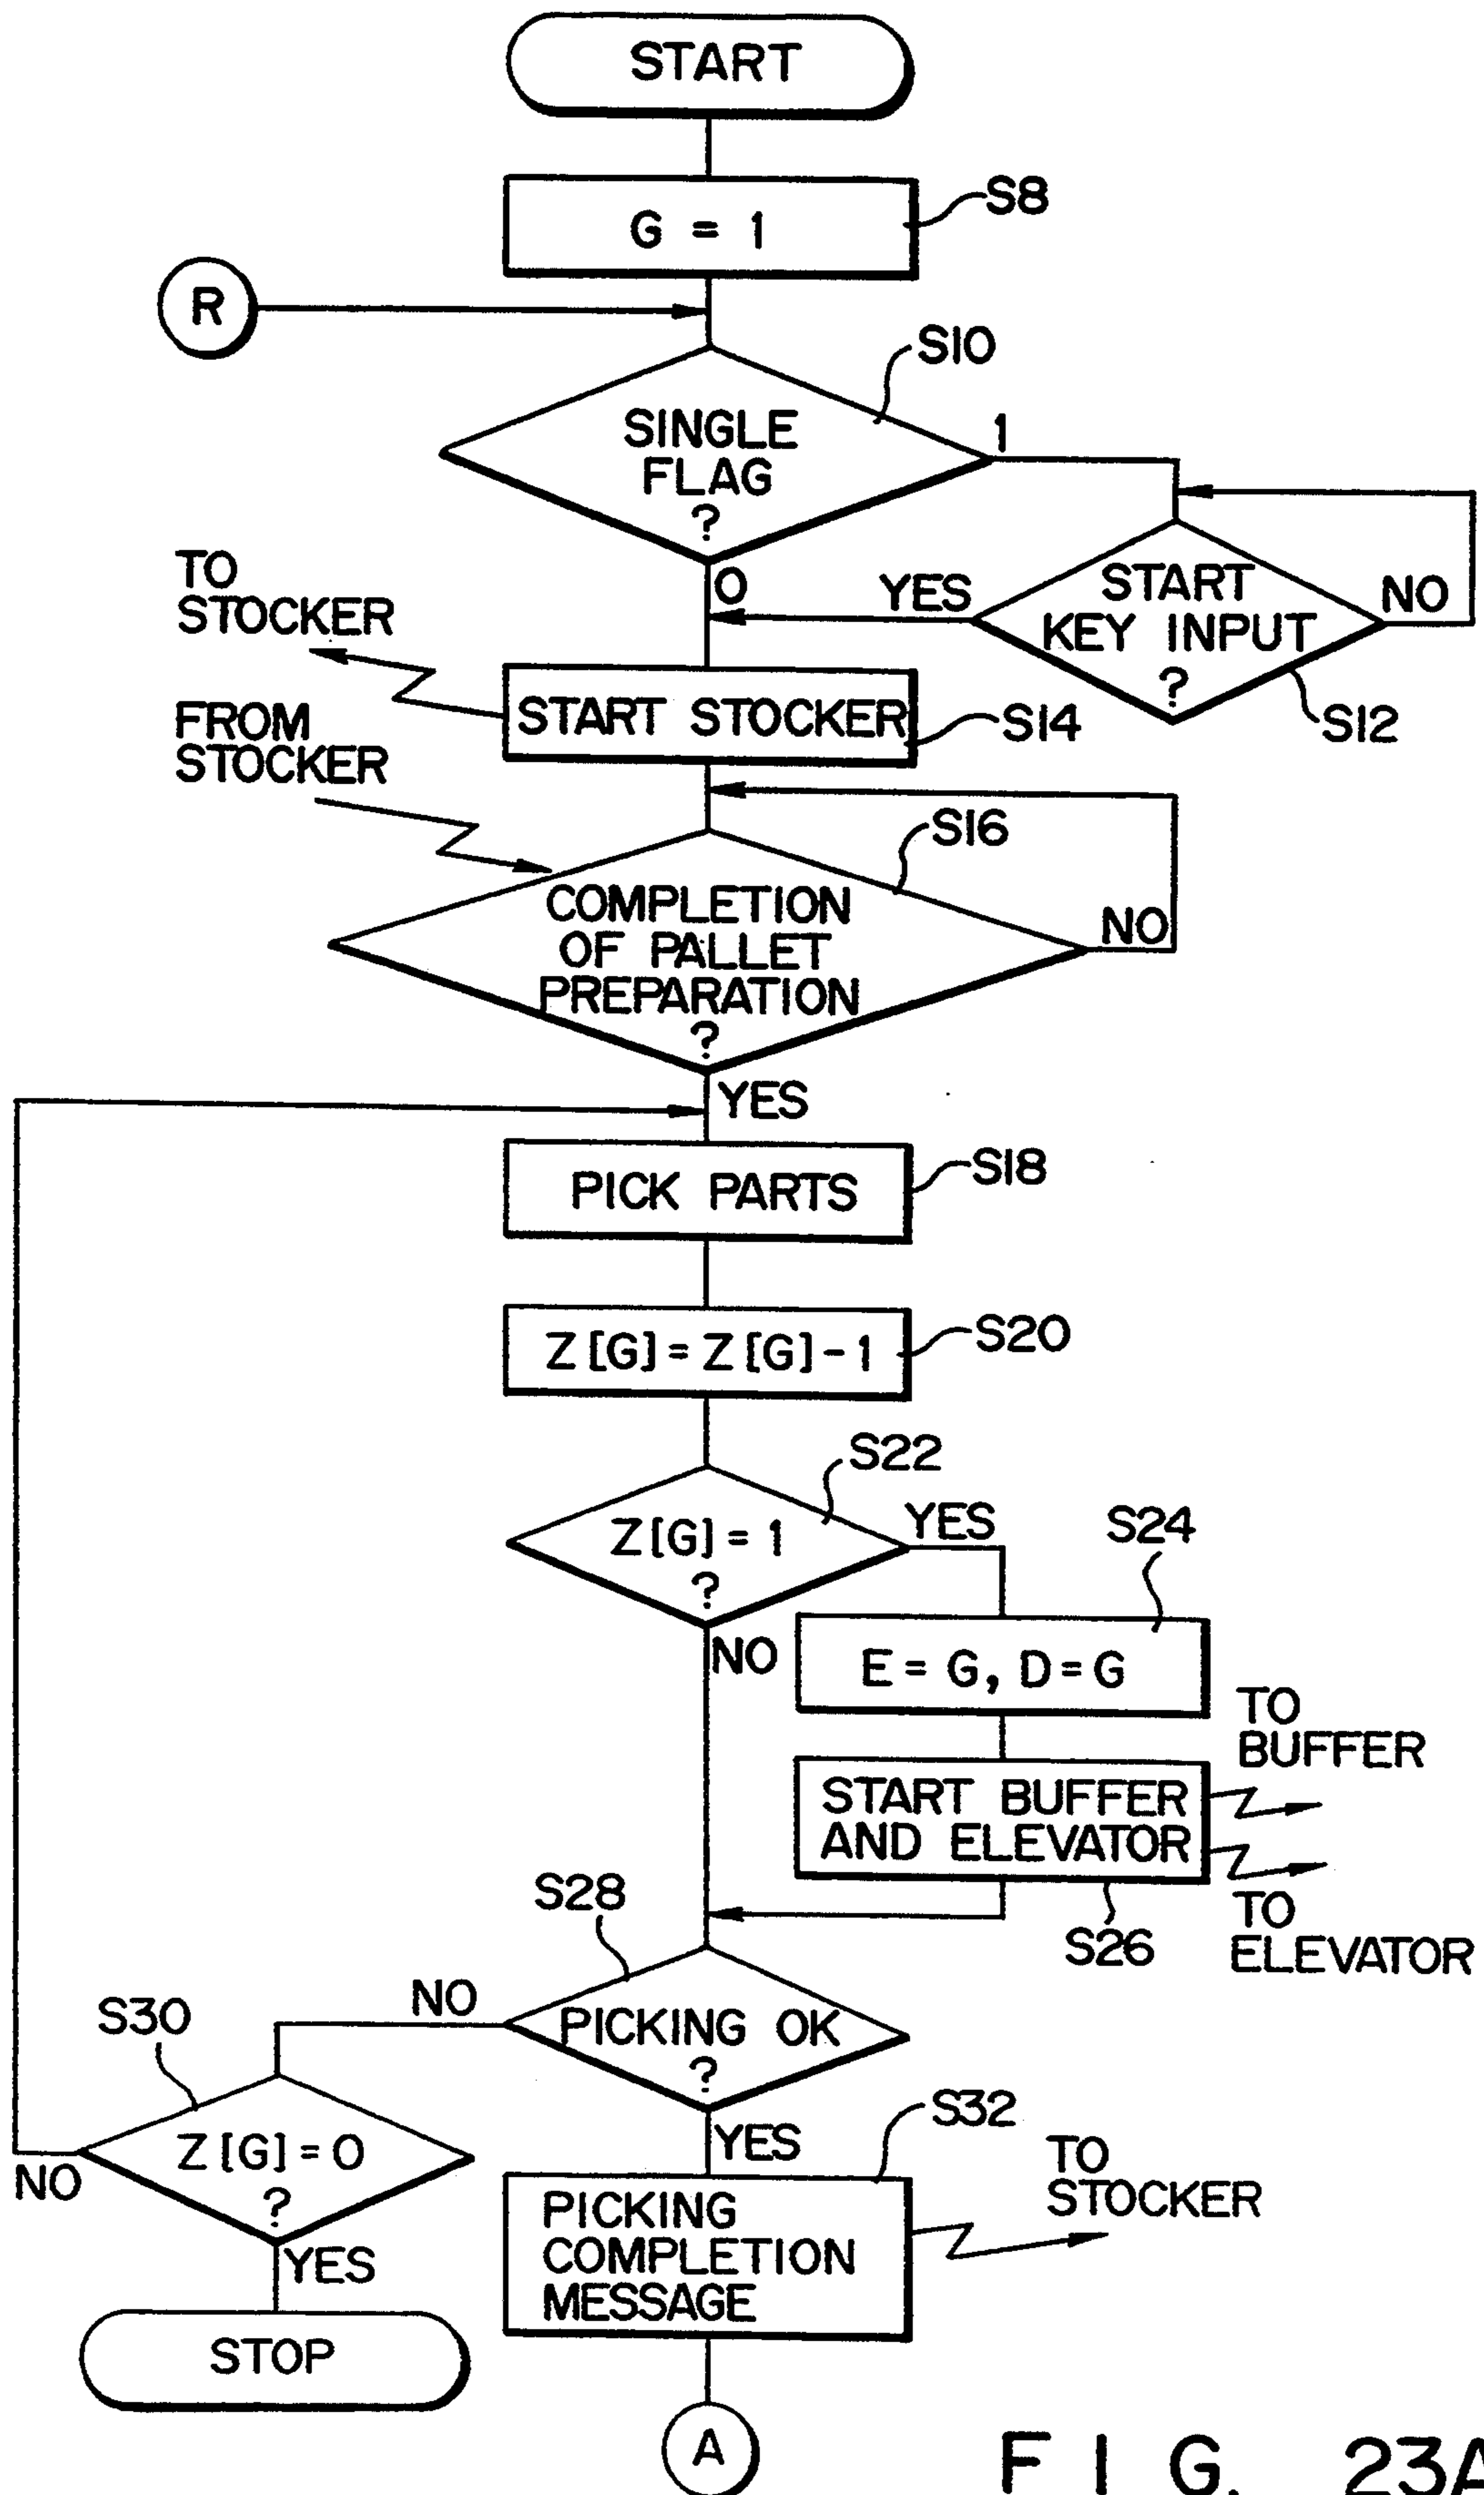 START
G = 1
S8
R
S10
SINGLE
FLAG
?
1
0
TO
STOCKER
YES
START
KEY INPUT
?
NO
S12
FROM
STOCKER
START STOCKER
S14
S16
COMPLETION
OF PALLET
PREPARATION
?
NO
YES
PICK PARTS
S18
Z[G]=Z[G]-1
S20
S22
Z[G]=1
?
YES
S24
NO
E=G, D=G
TO
BUFFER
START BUFFER
AND ELEVATOR
S26
TO
ELEVATOR
S28
NO
PICKING OK
?
S30
Z[G]=0
?
NO
YES
STOP
YES
S32
PICKING
COMPLETION
MESSAGE
TO
STOCKER
A
FIG. 23A